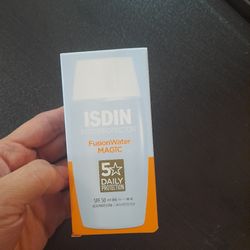 ISDIN
FusionWater
MAGIC
5
DAILY
PROTECTION
SPF 50